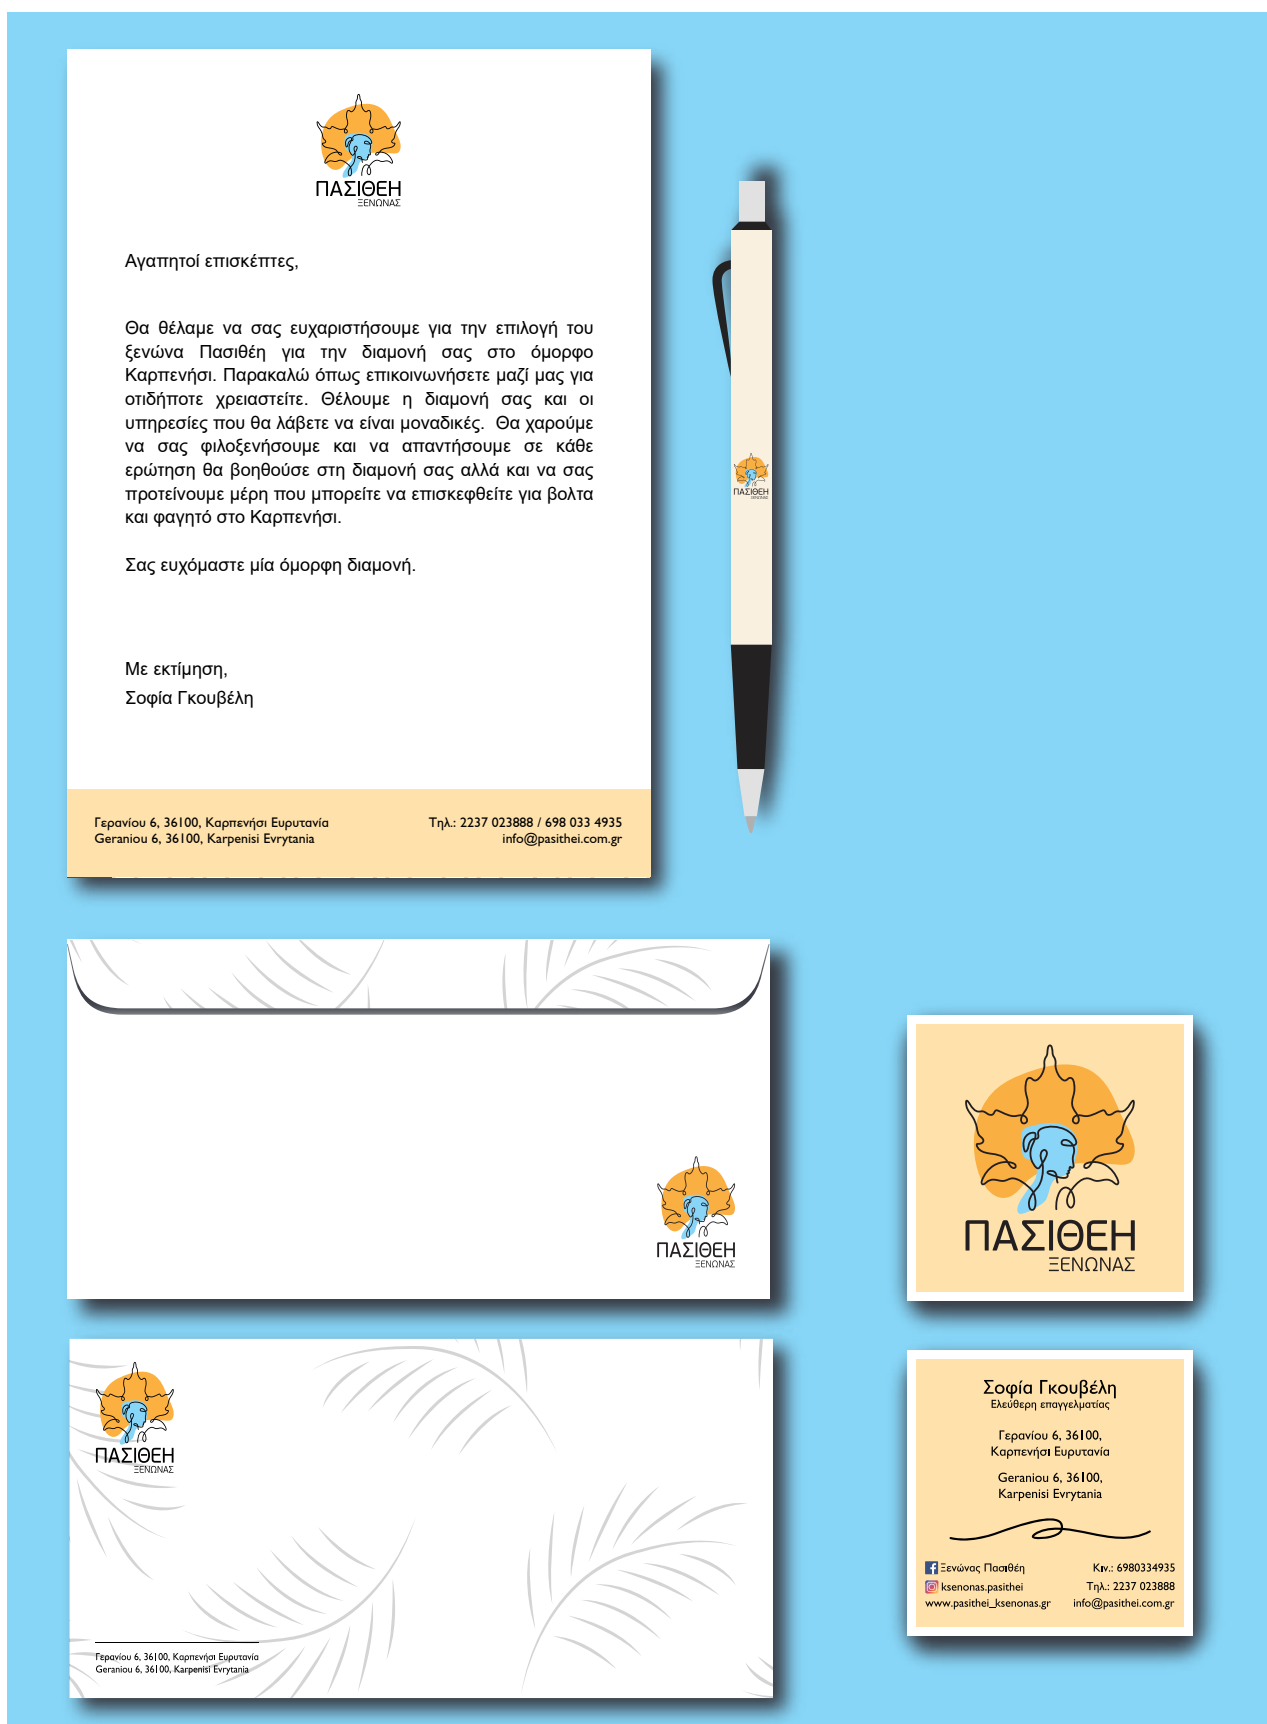 ΠΑΣΙΘΕΗ
ΞΕΝΩΝΑΣ
Αγαπητοί επισκέπτες,
Θα θέλαμε να σας ευχαριστήσουμε για την επιλογή του
ξενώνα Πασιθέη για την διαμονή σας στο όμορφο
Καρπενήσι. Παρακαλώ όπως επικοινωνήσετε μαζί μας για
οτιδήποτε χρειαστείτε. Θέλουμε η διαμονή σας και οι
υπηρεσίες που θα λάβετε να είναι μοναδικές.  Θα χαρούμε
να σας φιλοξενήσουμε και να απαντήσουμε σε κάθε
ερώτηση θα βοηθούσε στη διαμονή σας αλλά και να σας
προτείνουμε μέρη που μπορείτε να επισκεφθείτε για βολτα
και φαγητό στο Καρπενήσι.
Σας ευχόμαστε μία όμορφη διαμονή.
Με εκτίμηση,
Σοφία Γκουβέλη
Γερανίου 6, 36100, Καρπενήσι Ευρυτανία
Geraniou 6, 36100, Karpenisi Evrytania
Τηλ.: 2237 023888 / 698 033 4935
info@pasithei.com.gr
ΠΑΣΙΘΕΗ
ΞΕΝΩΝΑΣ
ΠΑΣΙΘΕΗ
ΞΕΝΩΝΑΣ
ΠΑΣΙΘΕΗ
ΞΕΝΩΝΑΣ
ΠΑΣΙΘΕΗ
ΞΕΝΩΝΑΣ
Γερανίου 6, 36100, Καρπενήσι Ευρυτανία
Geraniou 6, 36100, Karpenisi Evrytania
Σοφία Γκουβέλη
Ελεύθερη επαγγελματίας
Γερανίου 6, 36100,
Καρπενήσι Ευρυτανία
Geraniou 6, 36100,
Karpenisi Evrytania
Ξενώνας Πασιθέη
ksenonas.pasithei
www.pasithei_ksenonas.gr
Κιν.: 6980334935
Τηλ.: 2237 023888
info@pasithei.com.gr